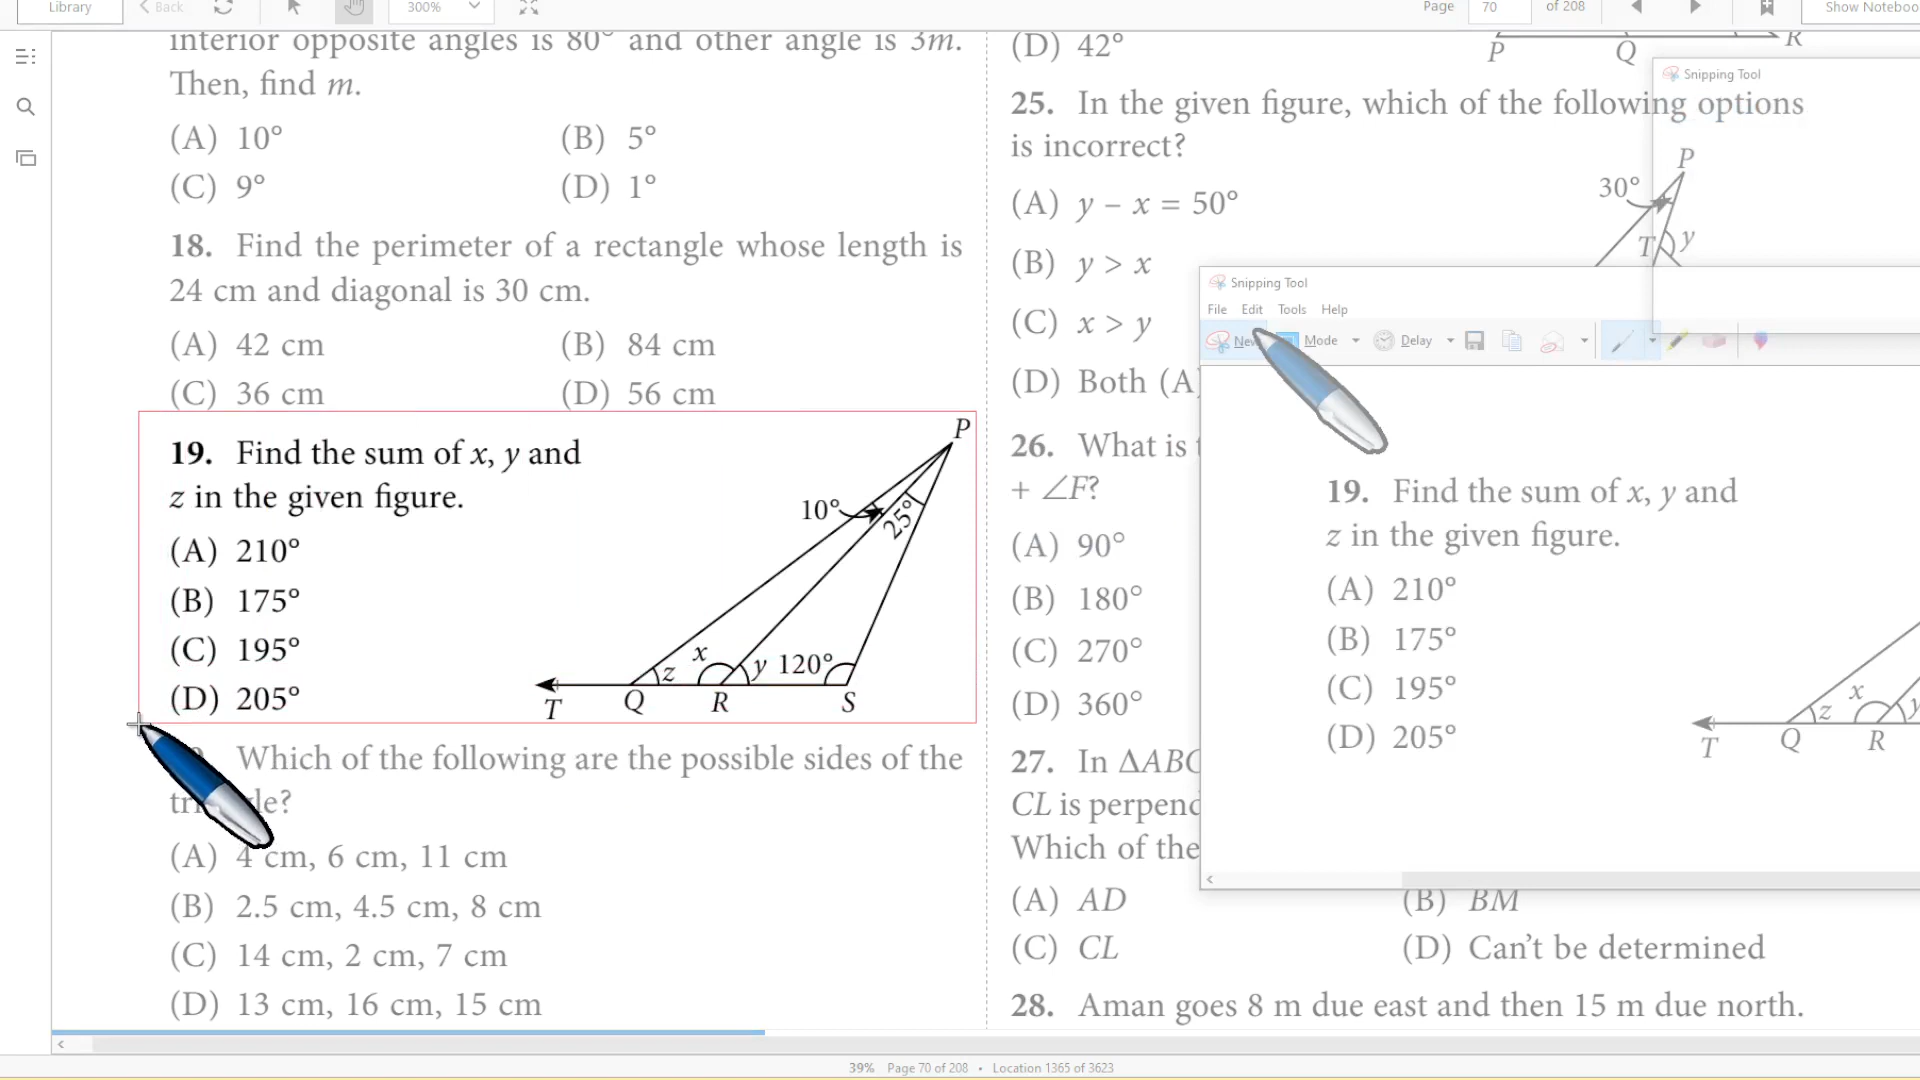 Library
Back
300%
Page 70 of 208
interior opposite angles is 80° and other angle is 3m.
Then, find m.
(A) 10° (B) 5°
(C) 9° (D) 1°
18. Find the perimeter of a rectangle whose length is
24 cm and diagonal is 30 cm.
(A) 42 cm (B) 84 cm
(C) 36 cm (D) 56 cm
19. Find the sum of x, y and
z in the given figure.
(A) 210°
(B) 175°
(C) 195°
(D) 205°
P
10°
25°
z x y 120°
T Q R S
Which of the following are the possible sides of the
(A) 4 cm, 6 cm, 11 cm
(B) 2.5 cm, 4.5 cm, 8 cm
(C) 14 cm, 2 cm, 7 cm
(D) 13 cm, 16 cm, 15 cm
(D) 42°
P Q R
25. In the given figure, which of the following options
is incorrect?
(A) y – x = 50°
(B) y > x
(C) x > y
(D) Both (A)
P
30°
T y
Snipping Tool
26. What is
+ ∠F?
(A) 90°
(B) 180°
(C) 270°
(D) 360°
27. In ΔABC
CL is
Which of the
(A) AD (B) BM
(C) CL (D) Can't be determined
28. Aman goes 8 m due east and then 15 m due north.
Snipping Tool
File Edit Tools Help
New Mode Delay
19. Find the sum of x, y and
z in the given figure.
(A) 210°
(B) 175°
(C) 195°
(D) 205°
z x y
T Q R
39% Page 70 of 208 • Location 1365 of 3623